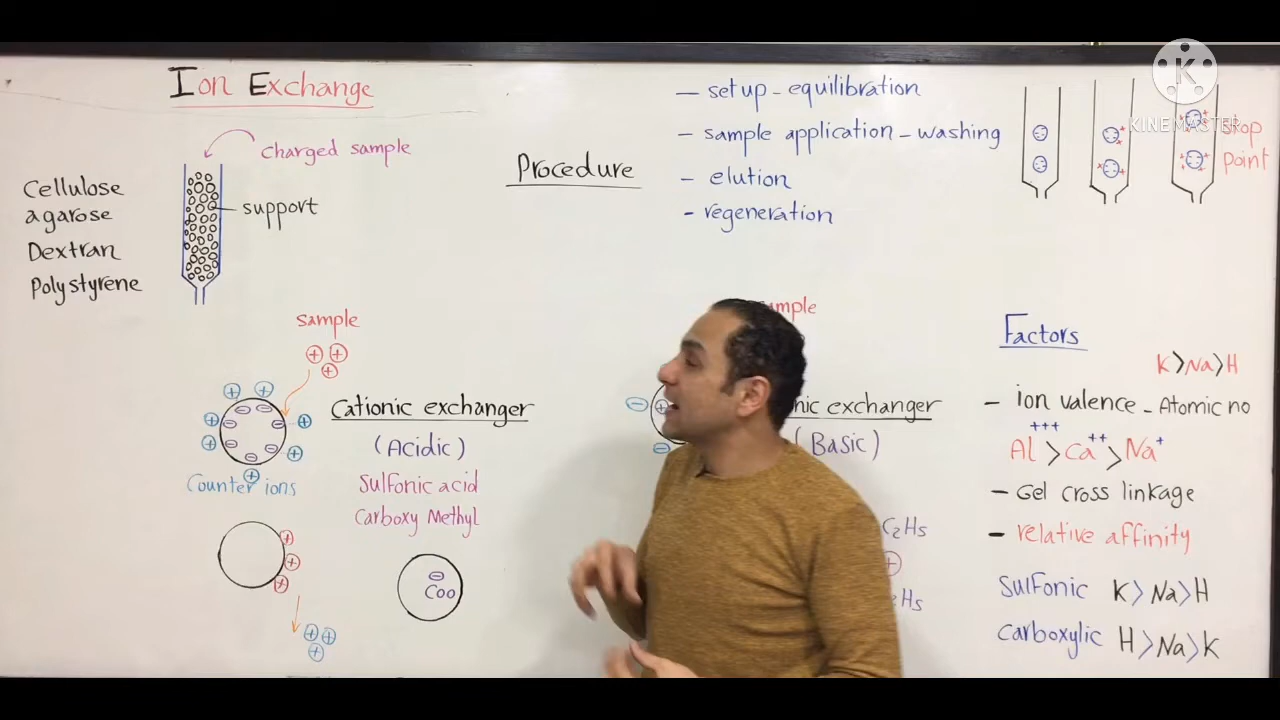 Ion Exchange
charged sample
Cellulose
agarose
Dextran
Polystyrene
support
Procedure
- setup - equilibration
- sample application - washing
- elution
- regeneration
stop
point
K
KINEMASTER
sample
Cationic exchanger
(Acidic)
Sulfonic acid
Carboxy Methyl
Counter ions
⊖
Coo
exchanger
(Basic)
Factors
K > Na > H
- ion valence - Atomic no
Al+++ > Ca++ > Na+
- Gel cross linkage
- relative affinity
Sulfonic K > Na > H
Carboxylic H > Na > K